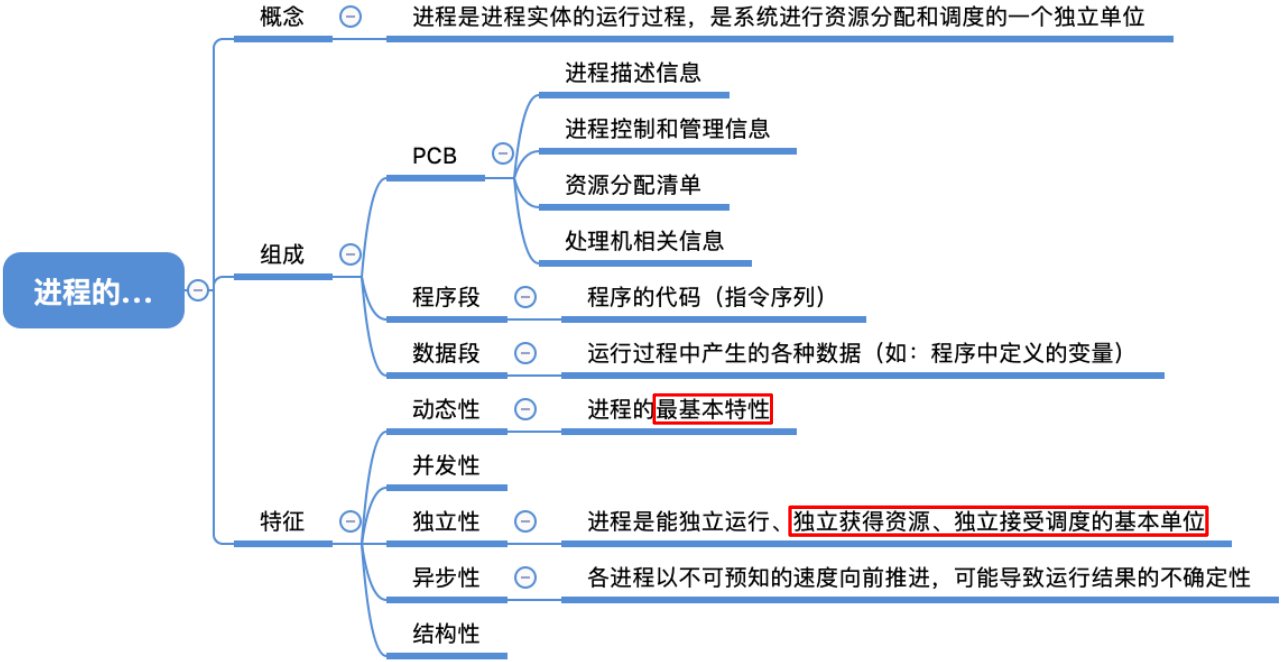 概念
进程是进程实体的运行过程，是系统进行资源分配和调度的一个独立单位
进程描述信息
进程控制和管理信息
PCB
资源分配清单
处理机相关信息
组成
进程的...
程序段
程序的代码（指令序列）
数据段
运行过程中产生的各种数据（如：程序中定义的变量）
动态性
进程的最基本特性
并发性
特征
独立性
进程是能独立运行、独立获得资源、独立接受调度的基本单位
异步性
各进程以不可预知的速度向前推进，可能导致运行结果的不确定性
结构性